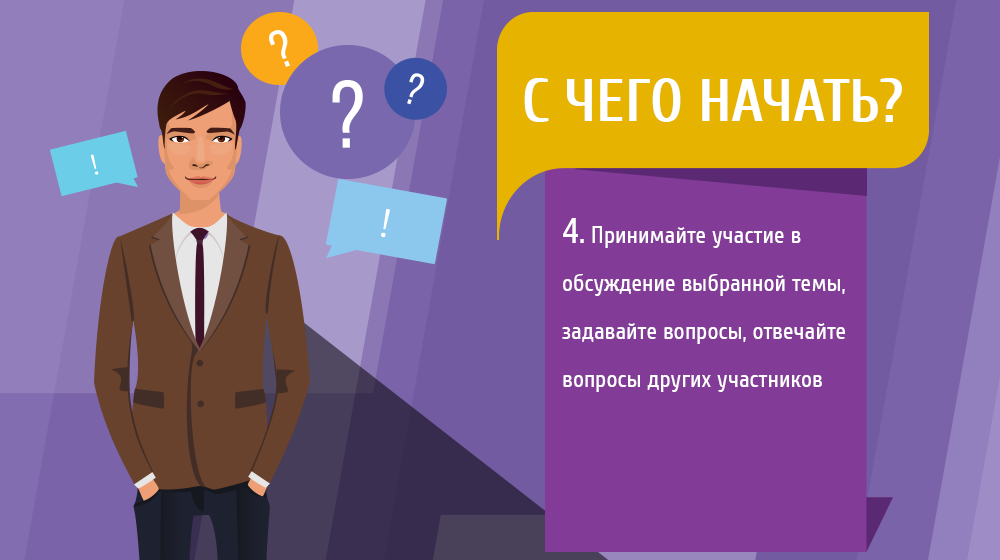 ?
?
?
!
!
С ЧЕГО НАЧАТЬ?
4. Принимайте участие в
обсуждение выбранной темы,
задавайте вопросы, отвечайте
вопросы других участников